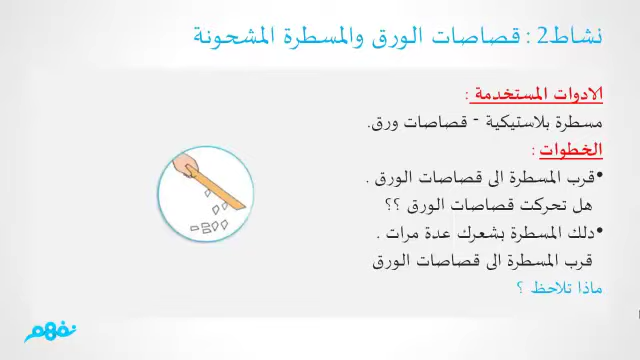 نشاط2 : قصاصات الورق والمسطرة المشحونة
الادوات المستخدمة :
مسطرة بلاستيكية - قصاصات ورق.
الخطوات :
•قرب المسطرة الى قصاصات الورق .
هل تحركت قصاصات الورق ؟؟
•دلك المسطرة بشعرك عدة مرات .
قرب المسطرة الى قصاصات الورق
ماذا تلاحظ ؟
نفهم